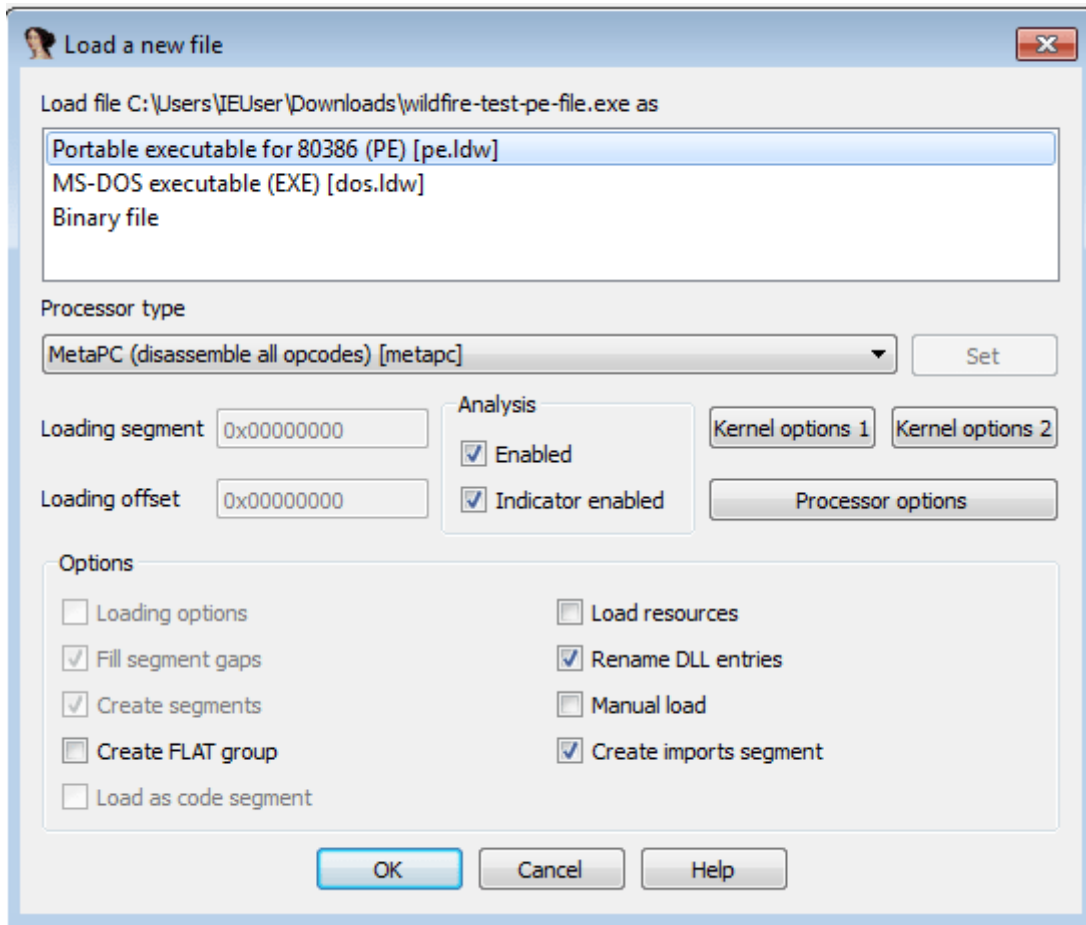 Load a new file
Load file C:\Users\IEUser\Downloads\wildfire-test-pe-file.exe as
Portable executable for 80386 (PE) [pe.ldw]
MS-DOS executable (EXE) [dos.ldw]
Binary file
Processor type
MetaPC (disassemble all opcodes) [metapc]
Set
Loading segment
0x00000000
Loading offset
0x00000000
Analysis
Enabled
Indicator enabled
Kernel options 1
Kernel options 2
Processor options
Options
Loading options
Fill segment gaps
Create segments
Create FLAT group
Load as code segment
Load resources
Rename DLL entries
Manual load
Create imports segment
OK
Cancel
Help